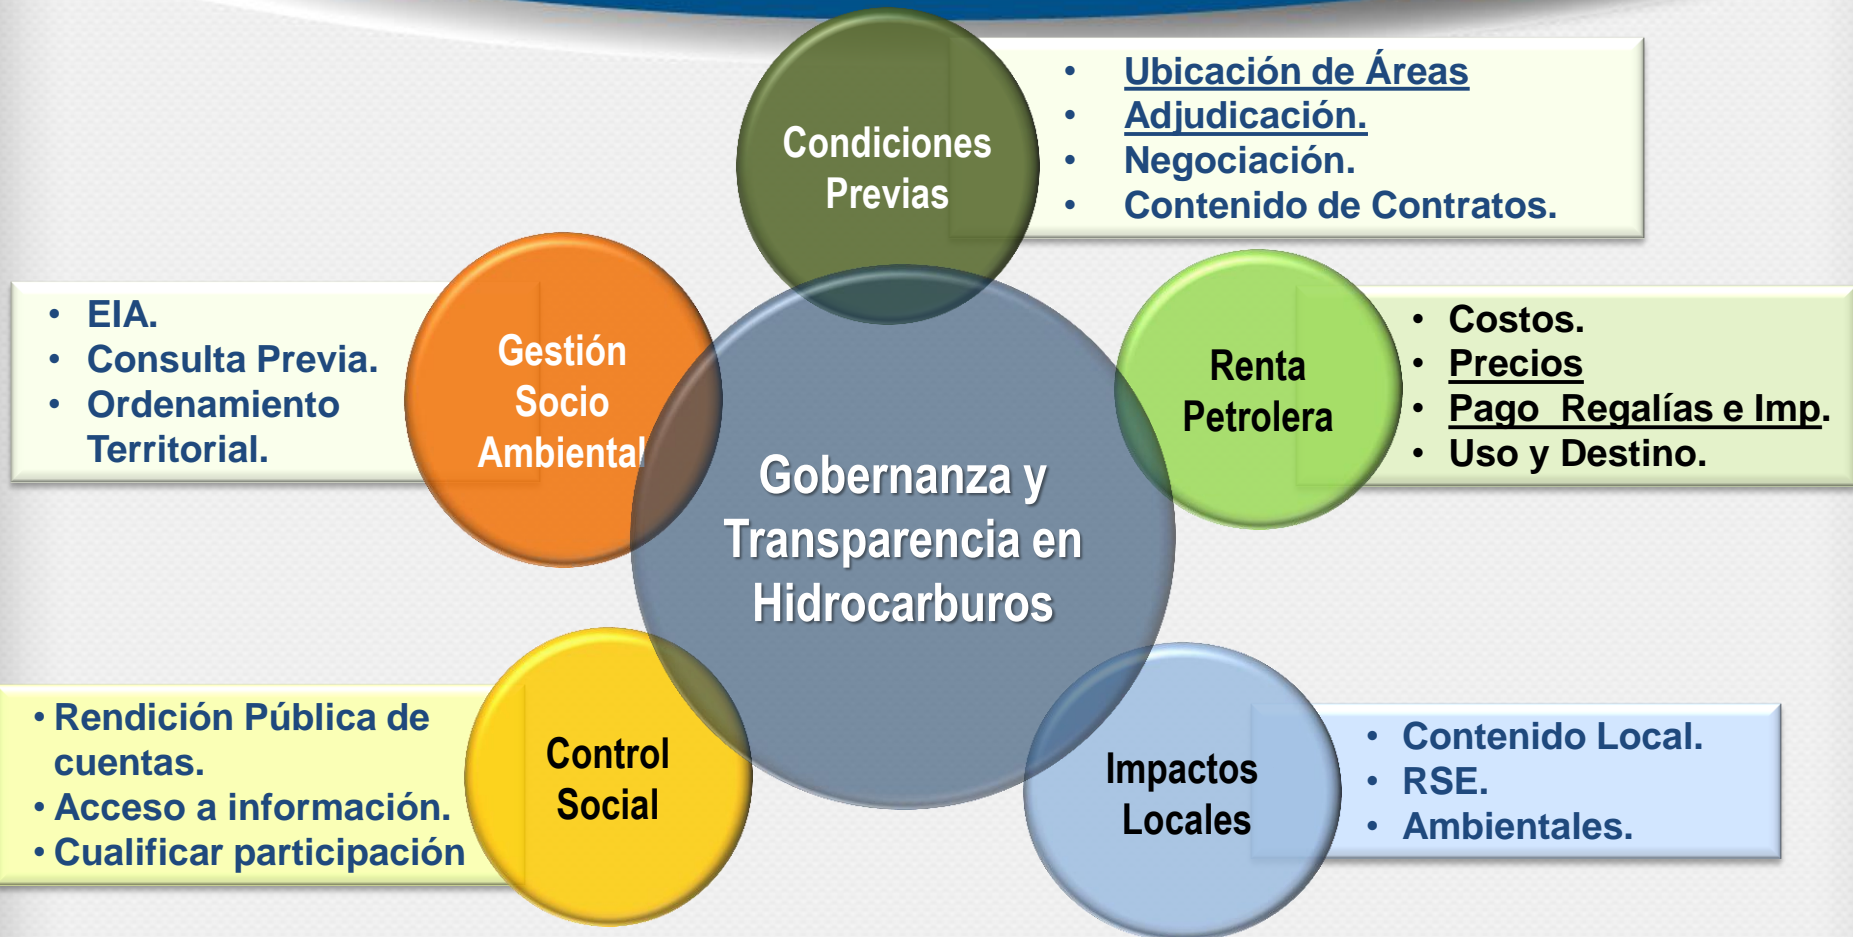 Condiciones
Previas
• Ubicación de Áreas
• Adjudicación.
• Negociación.
• Contenido de Contratos.
Gestión
Socio
Ambiental
• EIA.
• Consulta Previa.
• Ordenamiento
Territorial.
Renta
Petrolera
• Costos.
• Precios
• Pago Regalías e Imp.
• Uso y Destino.
Gobernanza y
Transparencia en
Hidrocarburos
Control
Social
• Rendición Pública de
cuentas.
• Acceso a información.
• Cualificar participación
Impactos
Locales
• Contenido Local.
• RSE.
• Ambientales.